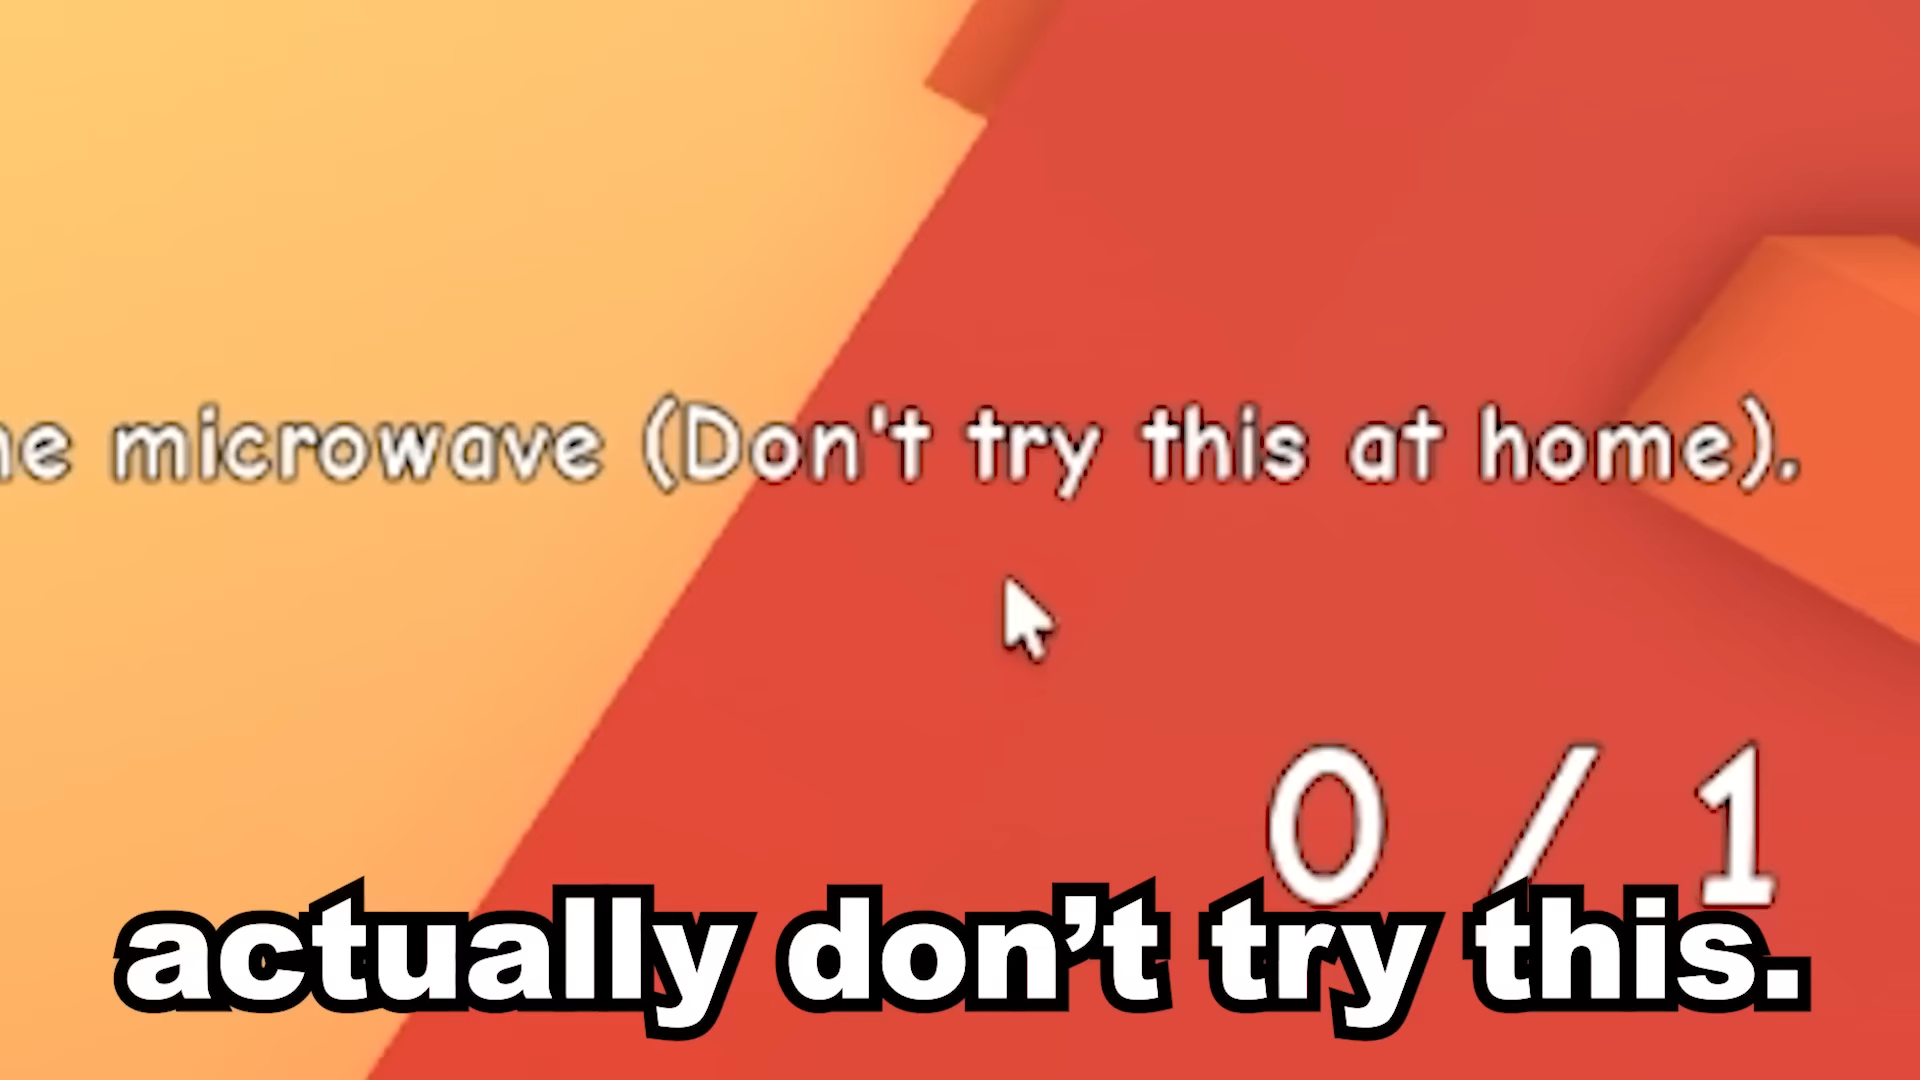 microwave (Don't try this at home).
0 / 1
actually don’t try this.